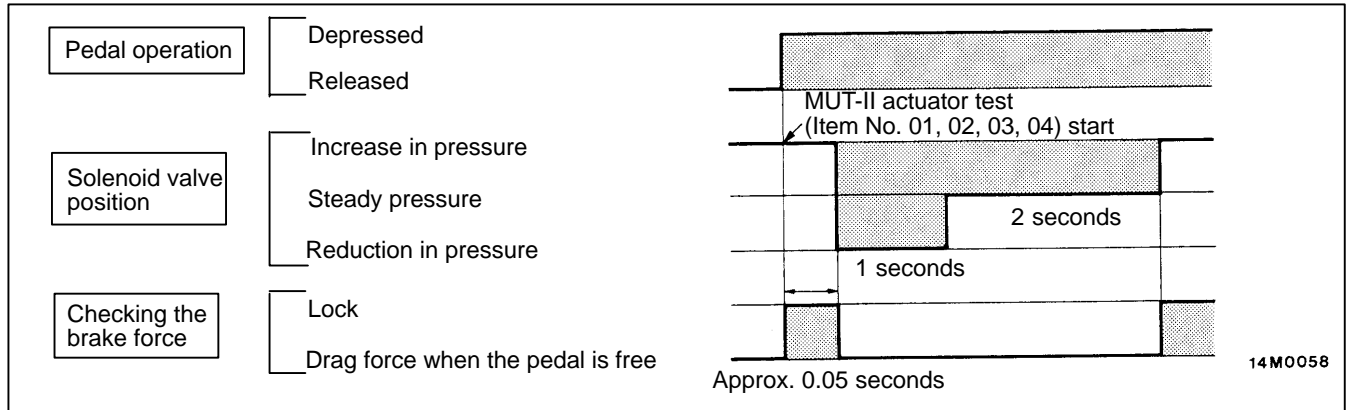 Pedal operation
Depressed
Released
MUT-II actuator test
(Item No. 01, 02, 03, 04) start
Solenoid valve
position
Increase in pressure
Steady pressure
Reduction in pressure
2 seconds
1 seconds
Checking the
brake force
Lock
Drag force when the pedal is free
Approx. 0.05 seconds
14M0058